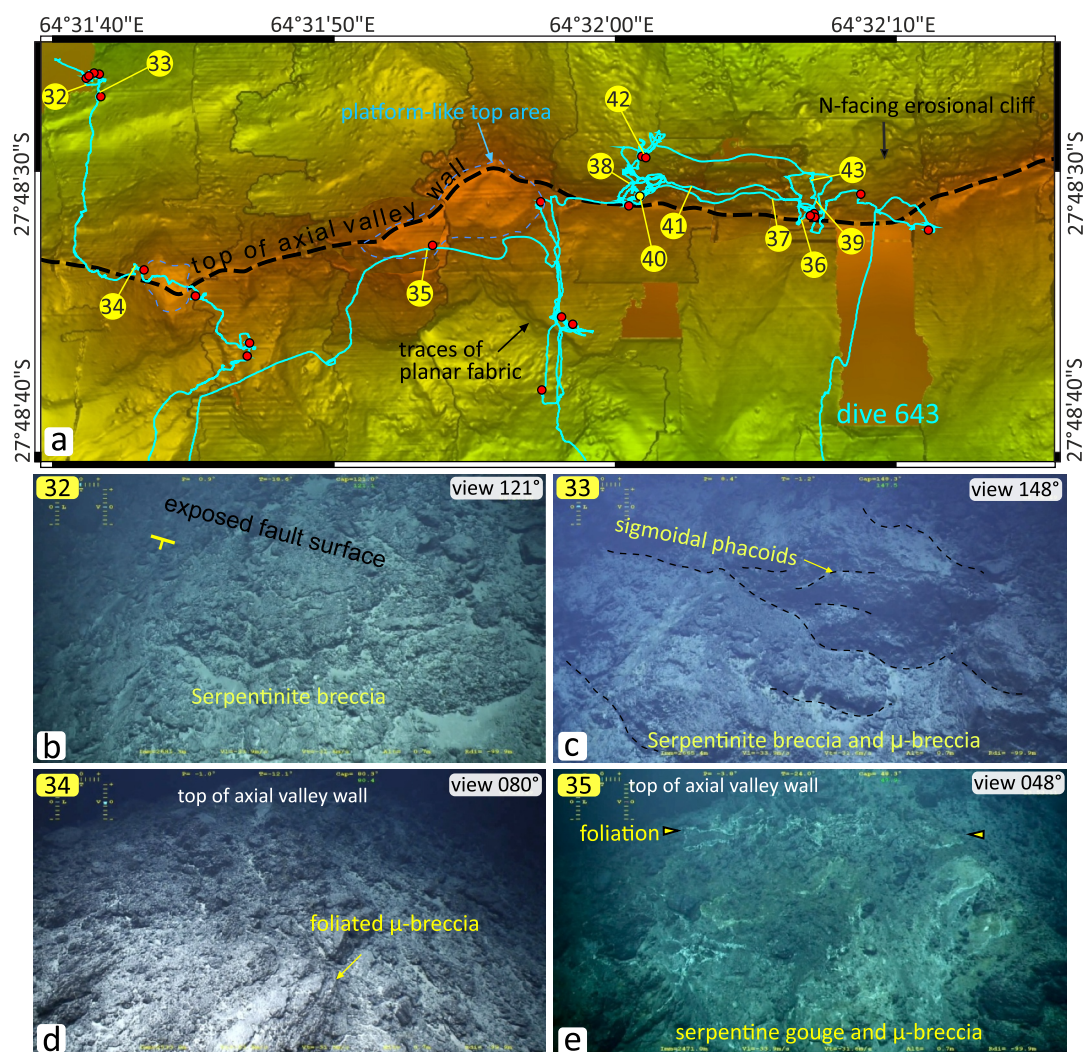 64°31'40"E
64°31'50"E
64°32'00"E
64°32'10"E
27°48'30"S
27°48'40"S
27°48'30"S
27°48'40"S
32
33
platform-like top area
42
N-facing erosional cliff
38
43
top of axial valley wall
34
35
40
41
37
36
39
traces of
planar fabric
dive 643
a
32
view 121°
exposed fault surface
Serpentinite breccia
b
33
view 148°
sigmoidal phacoids
Serpentinite breccia and μ-breccia
c
34
view 080°
top of axial valley wall
foliated μ-breccia
d
35
view 048°
top of axial valley wall
foliation
serpentine gouge and μ-breccia
e